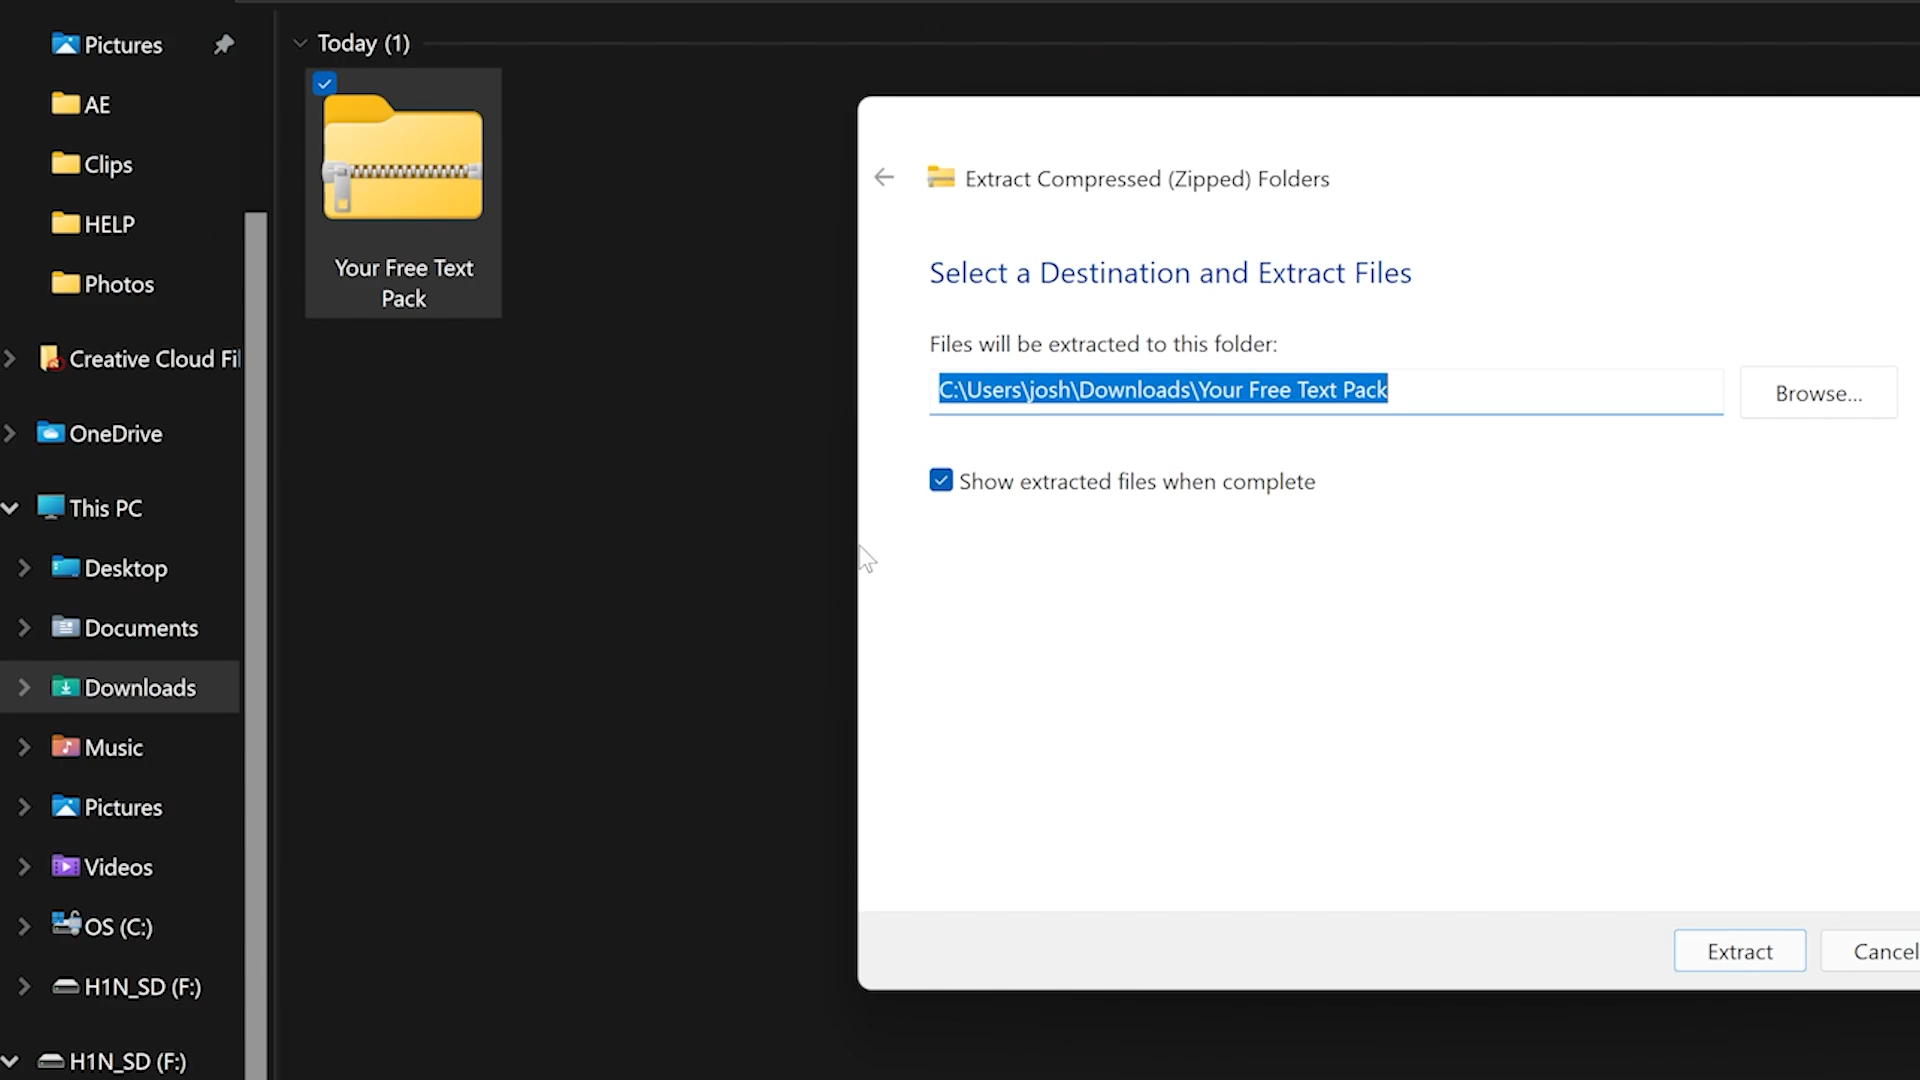 Pictures
AE
Clips
HELP
Photos
Creative Cloud Fil
OneDrive
This PC
Desktop
Documents
Downloads
Music
Pictures
Videos
OS (C:)
H1N_SD (F:)
H1N_SD (F:)
Today (1)
Your Free Text
Pack
Extract Compressed (Zipped) Folders
Select a Destination and Extract Files
Files will be extracted to this folder:
C:\Users\josh\Downloads\Your Free Text Pack
Browse...
Show extracted files when complete
Extract
Cancel